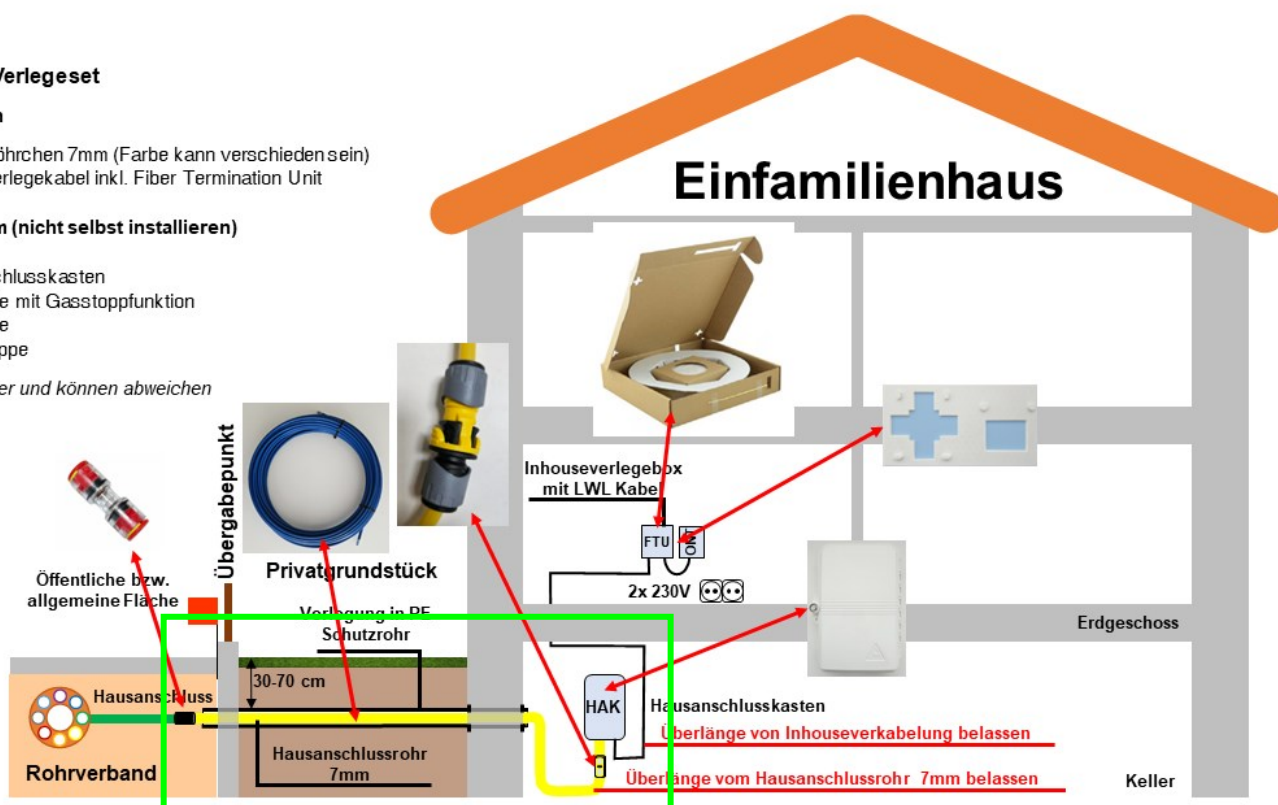 Verlegeset
öhrchen 7mm (Farbe kann verschieden sein)
erlegekabel inkl. Fiber Termination Unit
(nicht selbst installieren)
chlusskasten
e mit Gasstoppfunktion
e
ppe
er und können abweichen
Einfamilienhaus
Übergabepunkt
Inhouseverlegebox
mit LWL Kabel
FTU
ONT
2x 230V
Öffentliche bzw.
allgemeine Fläche
Privatgrundstück
Verlegung in PE
Schutzrohr
Erdgeschoss
30-70 cm
Hausanschluss
HAK
Hausanschlusskasten
Überlänge von Inhouseverkabelung belassen
Hausanschlussrohr
7mm
Rohrverband
Überlänge vom Hausanschlussrohr 7mm belassen
Keller